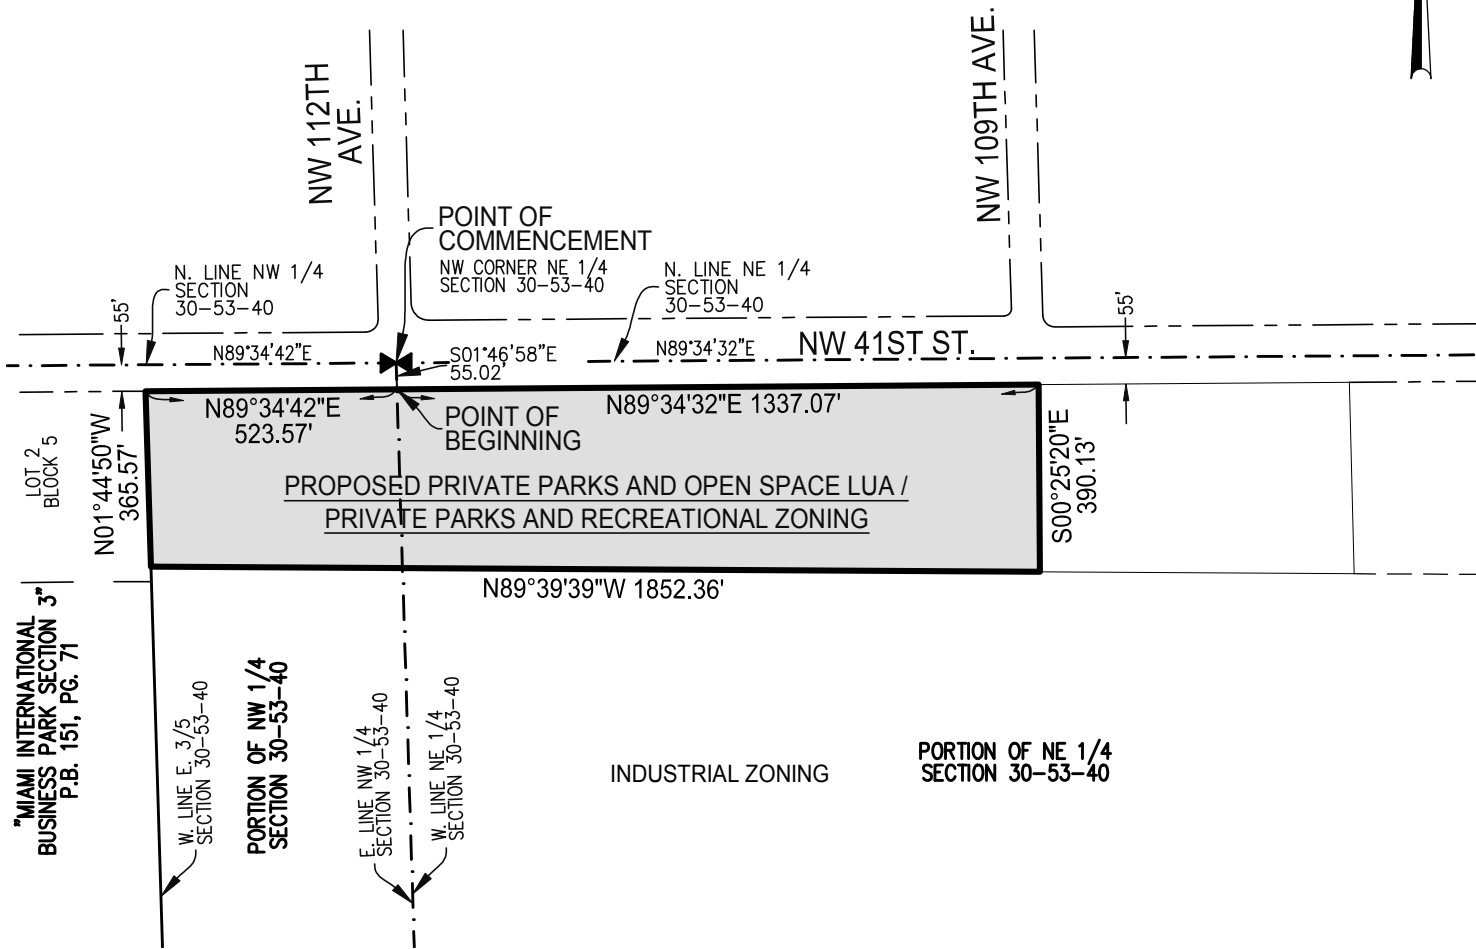 NW 112TH
AVE.
NW 109TH AVE.
POINT OF
COMMENCEMENT
NW CORNER NE 1/4
SECTION 30-53-40
N. LINE NW 1/4
SECTION
30-53-40
N. LINE NE 1/4
SECTION
30-53-40
55'
55'
N89°34'42"E
S01°46'58"E
55.02'
N89°34'32"E
NW 41ST ST.
N89°34'42"E
523.57'
POINT OF
BEGINNING
N89°34'32"E 1337.07'
LOT 2
BLOCK 5
N01°44'50"W
365.57'
S00°25'20"E
390.13'
PROPOSED PRIVATE PARKS AND OPEN SPACE LUA /
PRIVATE PARKS AND RECREATIONAL ZONING
N89°39'39"W 1852.36'
"MIAMI INTERNATIONAL
BUSINESS PARK SECTION 3"
P.B. 151, PG. 71
W. LINE E. 3/5
SECTION 30-53-40
PORTION OF NW 1/4
SECTION 30-53-40
E. LINE NW 1/4
SECTION 30-53-40
W. LINE NE 1/4
SECTION 30-53-40
INDUSTRIAL ZONING
PORTION OF NE 1/4
SECTION 30-53-40